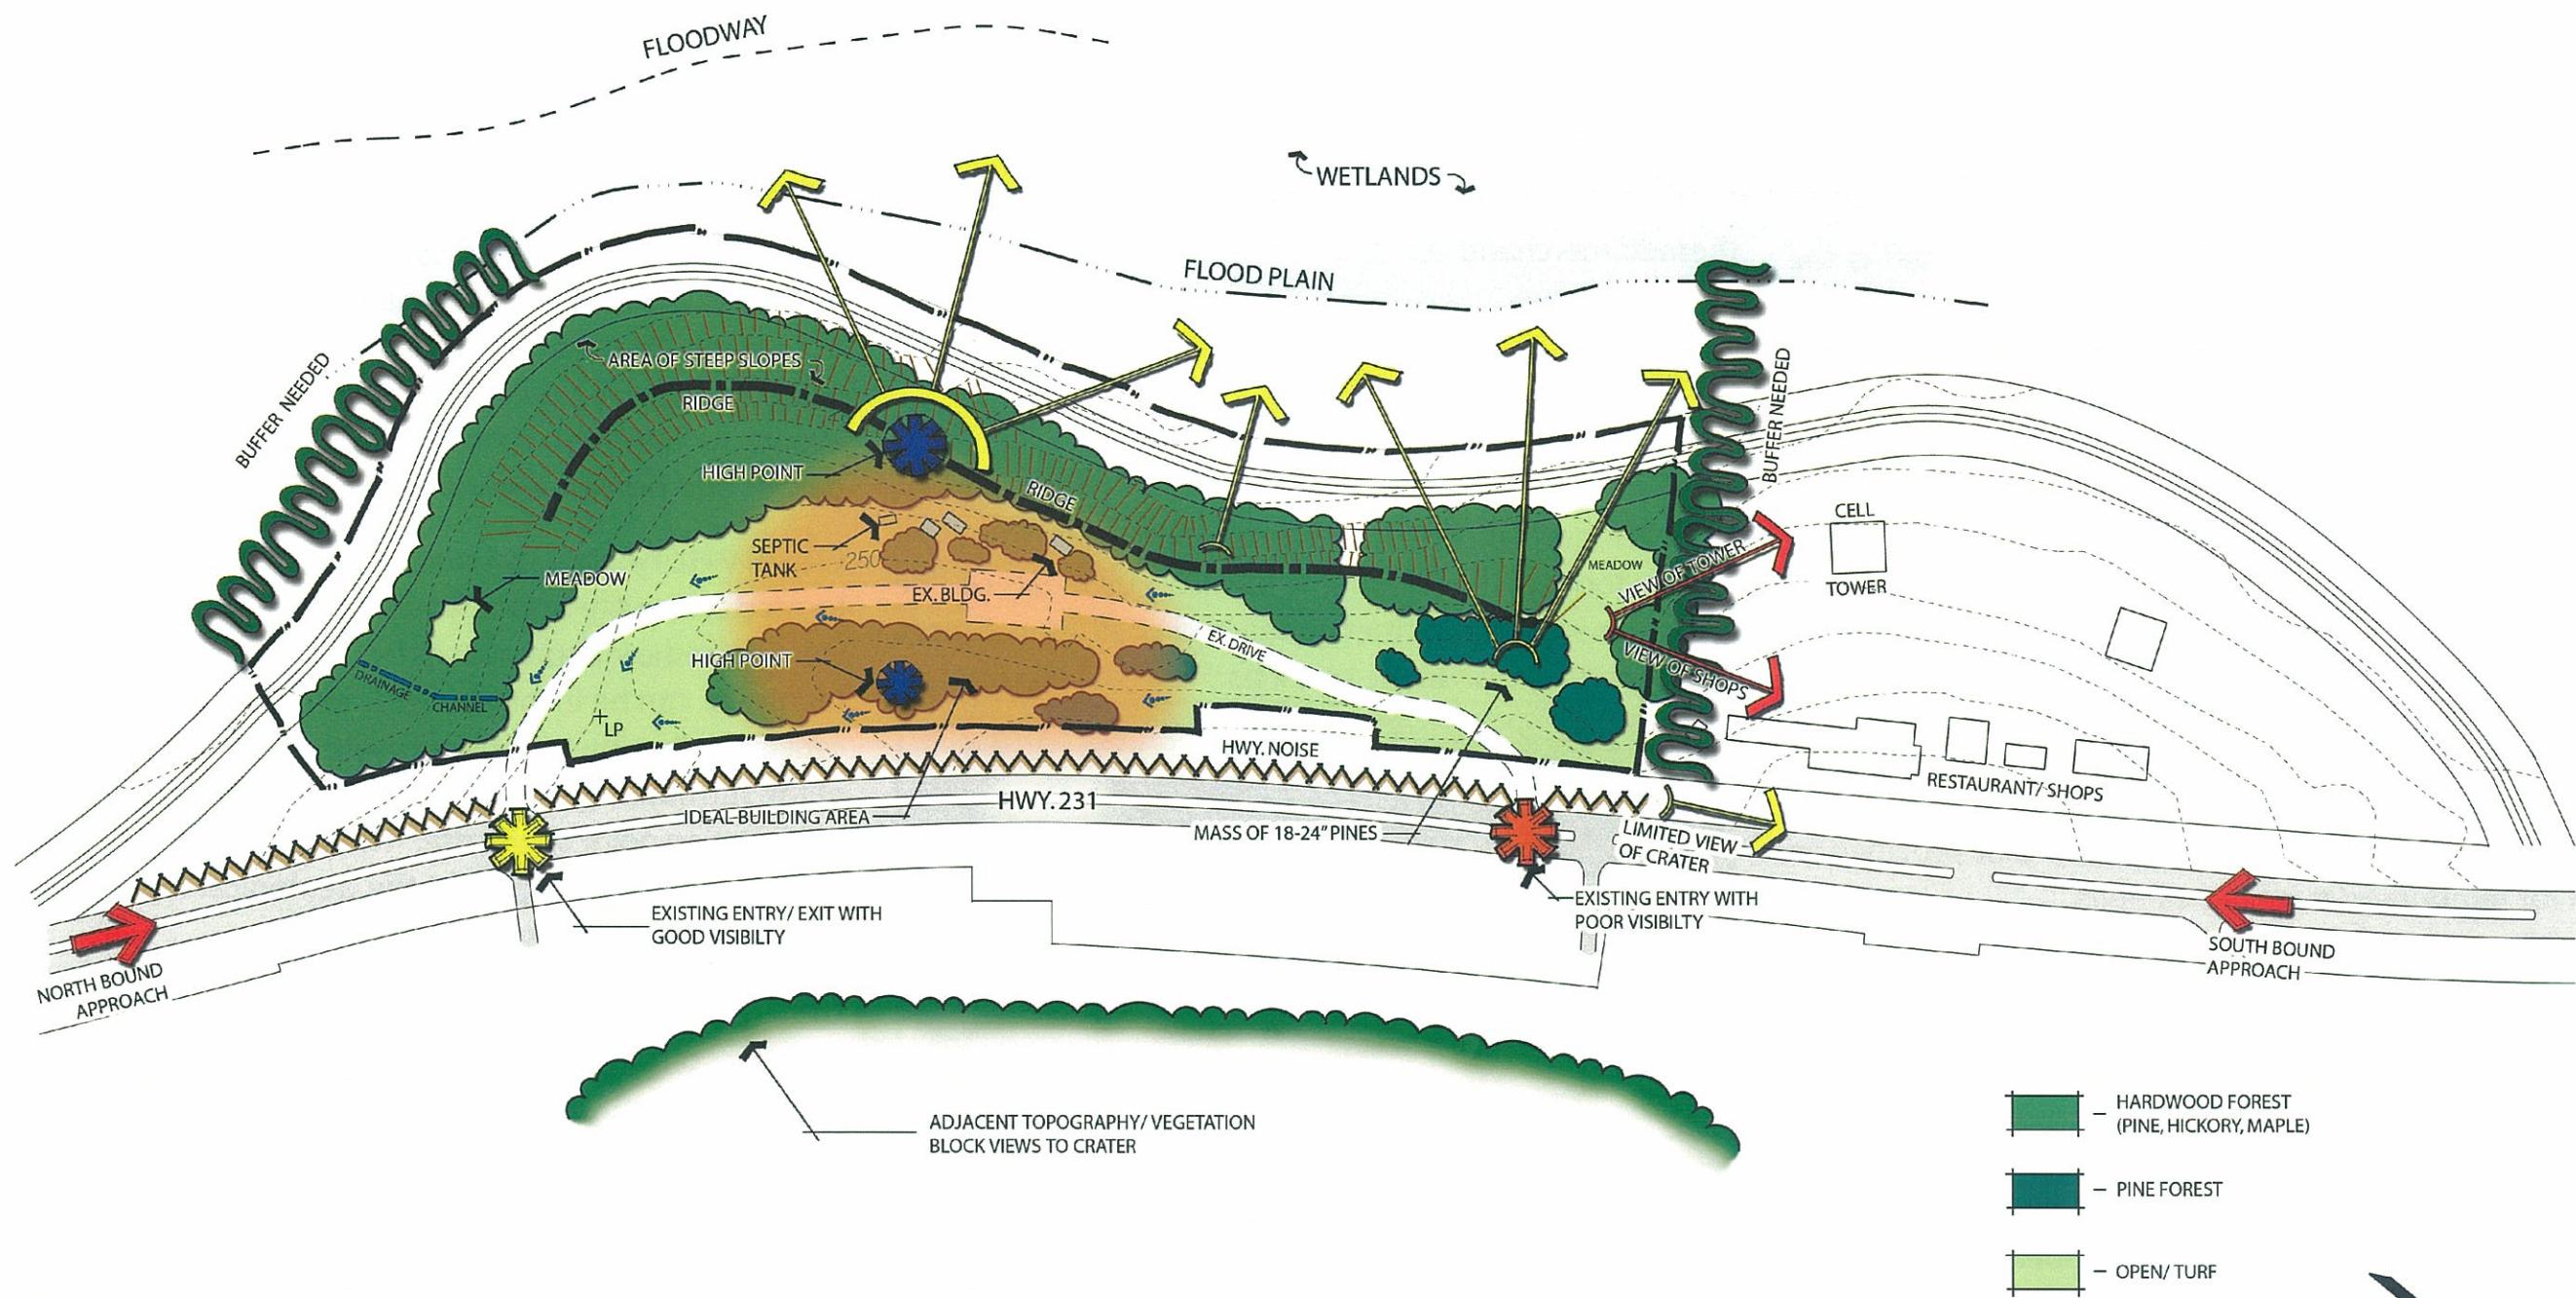 FLOODWAY
WETLANDS
FLOOD PLAIN
BUFFER NEEDED
AREA OF STEEP SLOPES
RIDGE
HIGH POINT
RIDGE
BUFFER NEEDED
CELL
TOWER
SEPTIC
TANK
250
MEADOW
EX. BLDG.
MEADOW
VIEW OF TOWER
EX. DRIVE
HIGH POINT
VIEW OF SHOPS
DRAINAGE
CHANNEL
LP
HWY. NOISE
RESTAURANT/ SHOPS
HWY. 231
IDEAL BUILDING AREA
MASS OF 18-24" PINES
LIMITED VIEW
OF CRATER
EXISTING ENTRY/ EXIT WITH
GOOD VISIBILTY
EXISTING ENTRY WITH
POOR VISIBILTY
NORTH BOUND
APPROACH
SOUTH BOUND
APPROACH
ADJACENT TOPOGRAPHY/ VEGETATION
BLOCK VIEWS TO CRATER
HARDWOOD FOREST
(PINE, HICKORY, MAPLE)
PINE FOREST
OPEN/ TURF